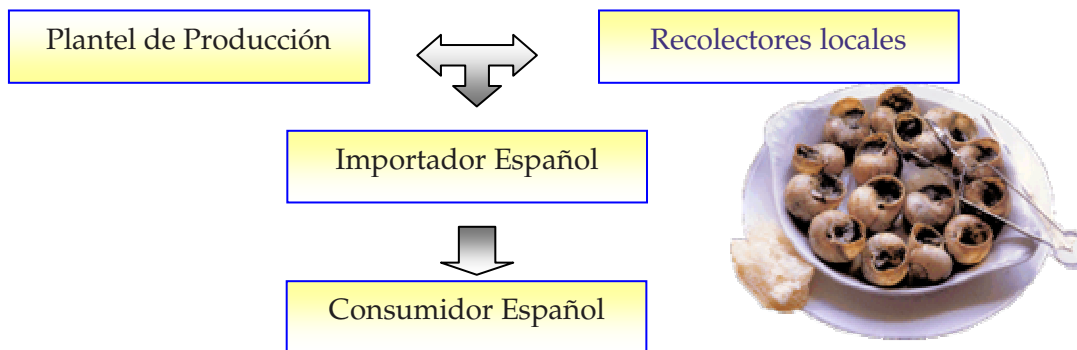 Plantel de Producción
Recolectores locales
Importador Español
Consumidor Español